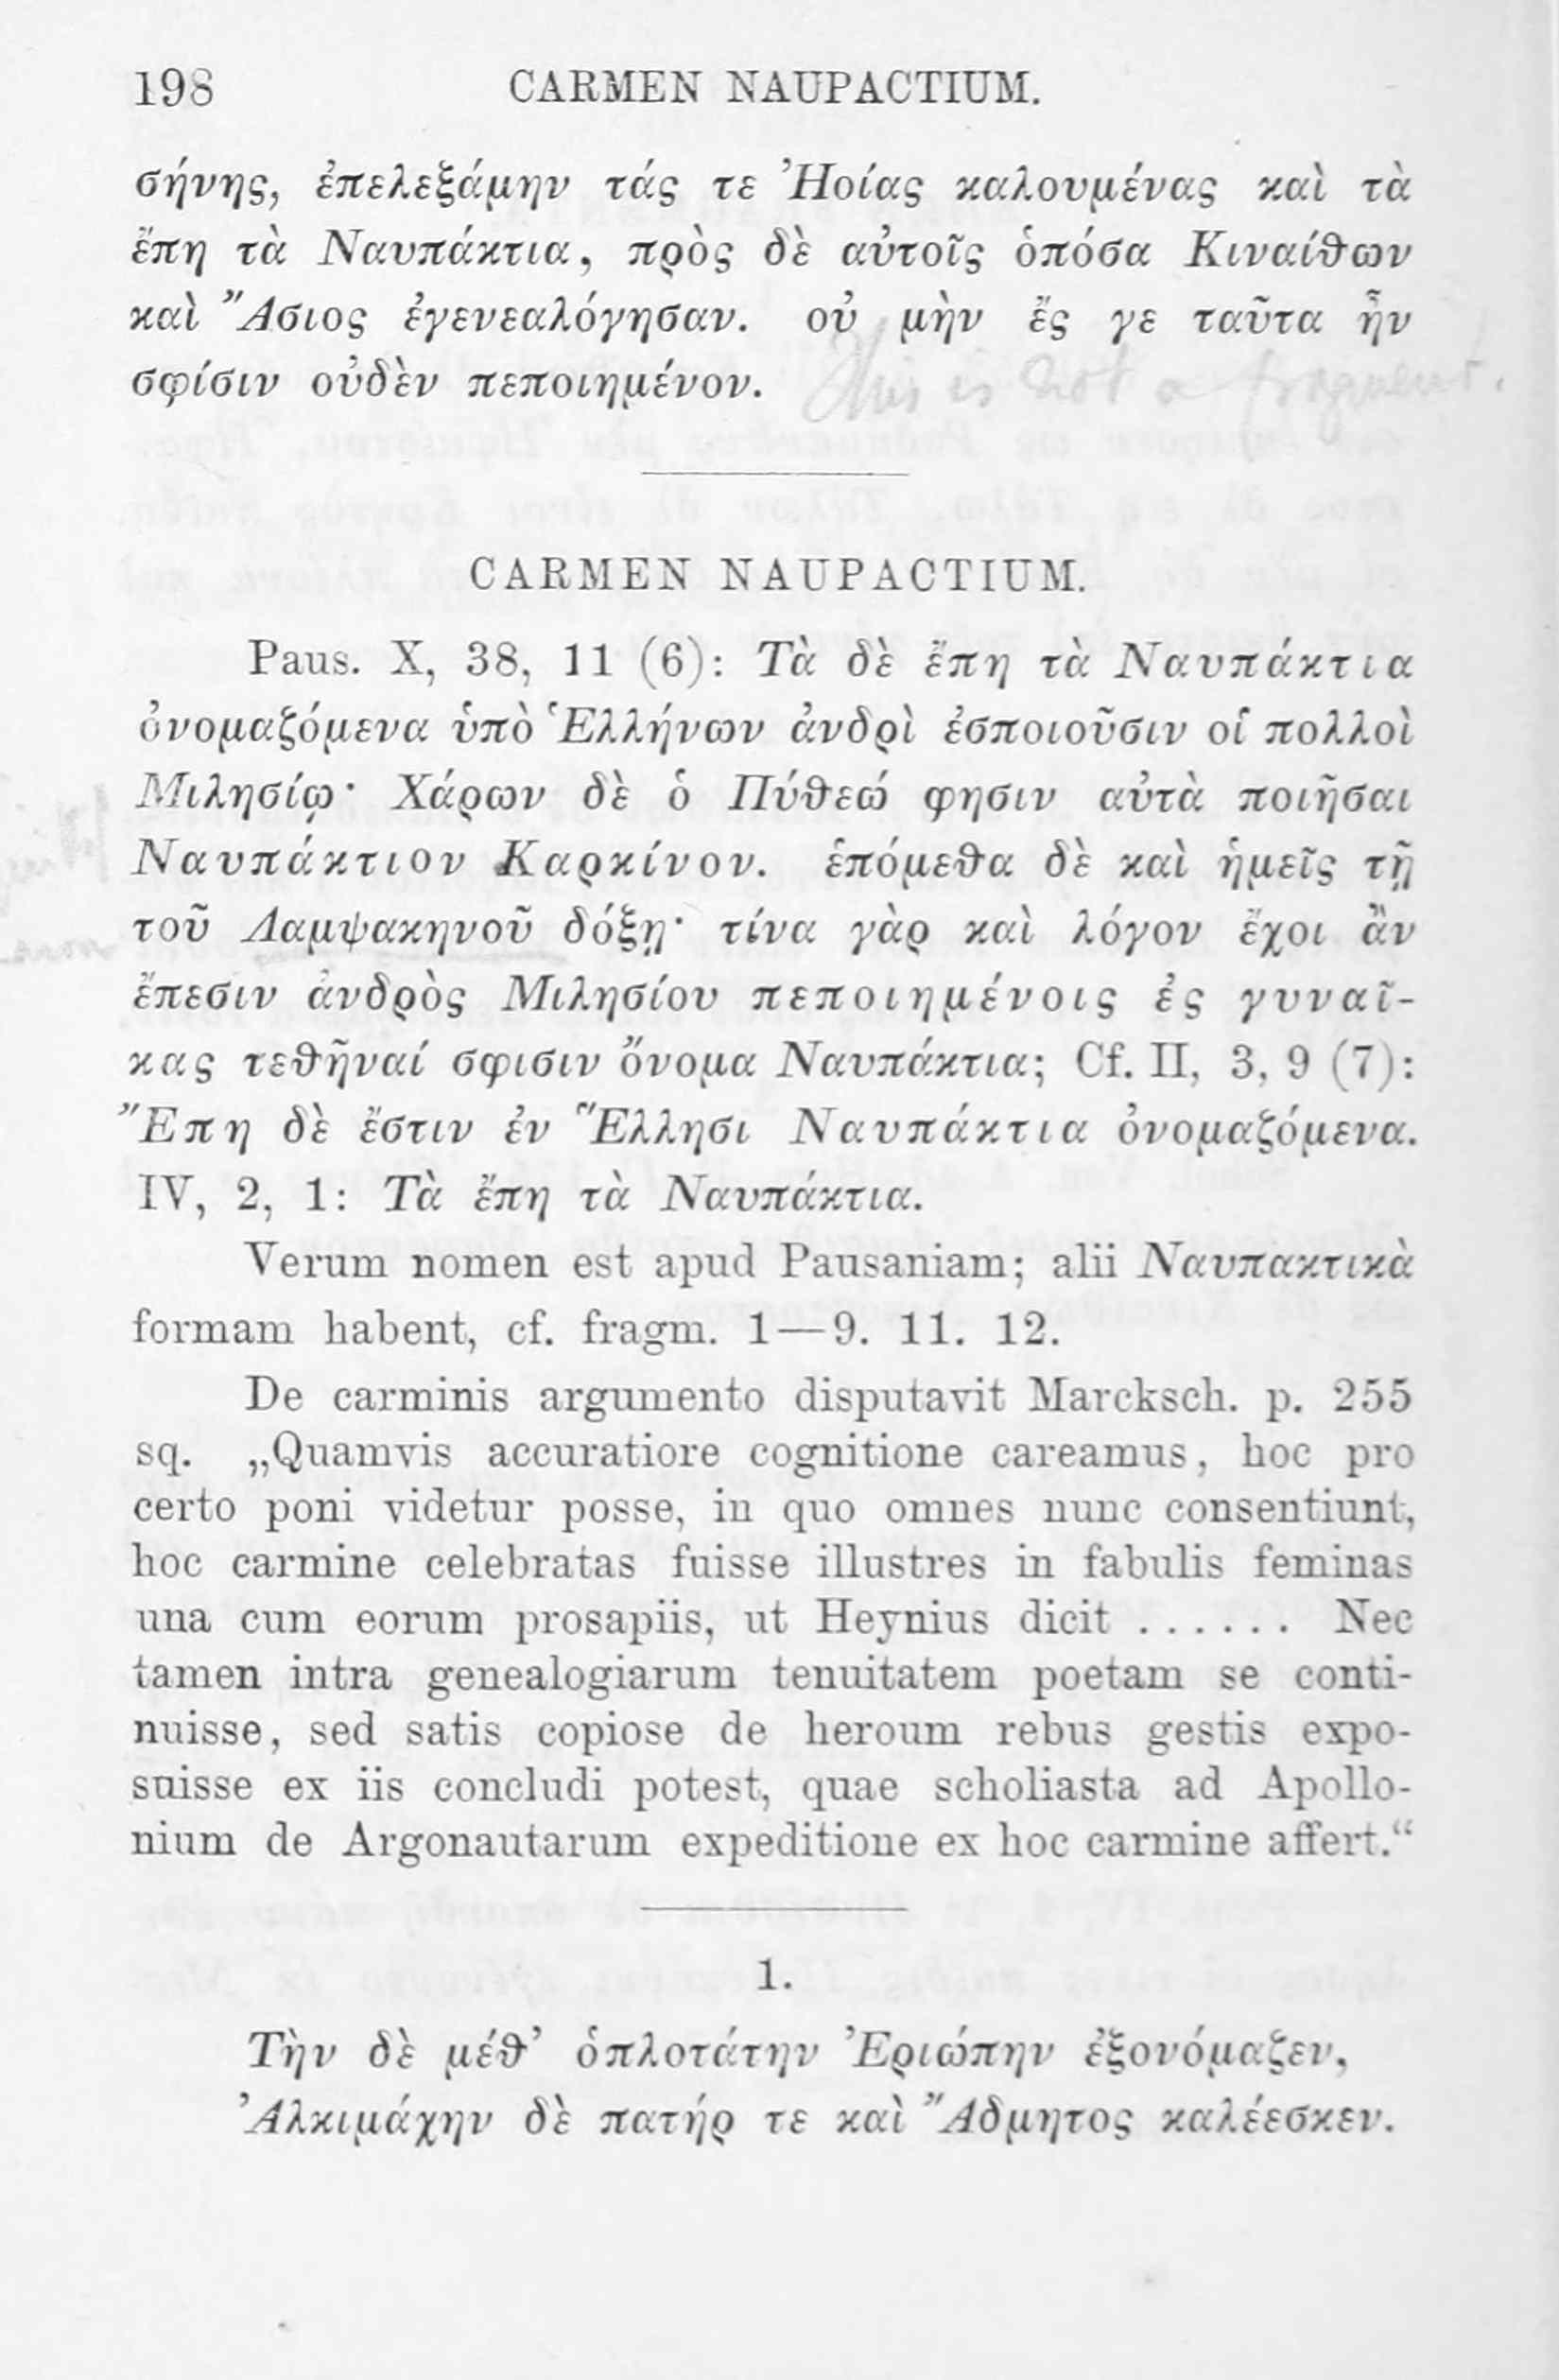 198 CARMEN NAUPACTIUM.
σήνης, ἐπελεξάμην τάς τε Ἠοίας καλουμένας καὶ τὰ
ἔπη τὰ Ναυπάκτια, πρὸς δὲ αὐτοῖς ὁπόσα Κιναίθων
καὶ Ἄσιος ἐγενεαλόγησαν. οὐ μὴν ἔς γε ταῦτα ἦν
σφίσιν οὐδὲν πεποιημένον. This is not a fragment.
CARMEN NAUPACTIUM.
Paus. X, 38, 11 (6): Τὰ δὲ ἔπη τὰ Ναυπάκτια
ὀνομαζόμενα ὑπὸ Ἑλλήνων ἀνδρὶ ἐσποιοῦσιν οἱ πολλοὶ
Μιλησίῳ· Χάρων δὲ ὁ Πύθεώ φησιν αὐτὰ ποιῆσαι
Ναυπάκτιον Καρκίνον. ἑπόμεθα δὲ καὶ ἡμεῖς τῇ
τοῦ Λαμψακηνοῦ δόξῃ· τίνα γὰρ καὶ λόγον ἔχοι ἂν
ἔπεσιν ἀνδρὸς Μιλησίου πεποιημένοις ἐς γυναῖ-
κας τεθῆναί σφισιν ὄνομα Ναυπάκτια; Cf. II, 3, 9 (7):
Ἔπη δὲ ἔστιν ἐν Ἕλλησι Ναυπάκτια ὀνομαζόμενα.
IV, 2, 1: Τὰ ἔπη τὰ Ναυπάκτια.
Verum nomen est apud Pausaniam; alii Ναυπακτικὰ
formam habent, cf. fragm. 1—9. 11. 12.
De carminis argumento disputavit Marcksch. p. 255
sq. „Quamvis accuratiore cognitione careamus, hoc pro
certo poni videtur posse, in quo omnes nunc consentiunt,
hoc carmine celebratas fuisse illustres in fabulis feminas
una cum eorum prosapiis, ut Heynius dicit ...... Nec
tamen intra genealogiarum tenuitatem poetam se conti-
nuisse, sed satis copiose de heroum rebus gestis expo-
suisse ex iis concludi potest, quae scholiasta ad Apollo-
nium de Argonautarum expeditione ex hoc carmine affert.“
1.
Τὴν δὲ μέθ’ ὁπλοτάτην Ἐριώπην ἐξονόμαζεν,
Ἀλκιμάχην δὲ πατήρ τε καὶ Ἄδμητος καλέεσκεν.